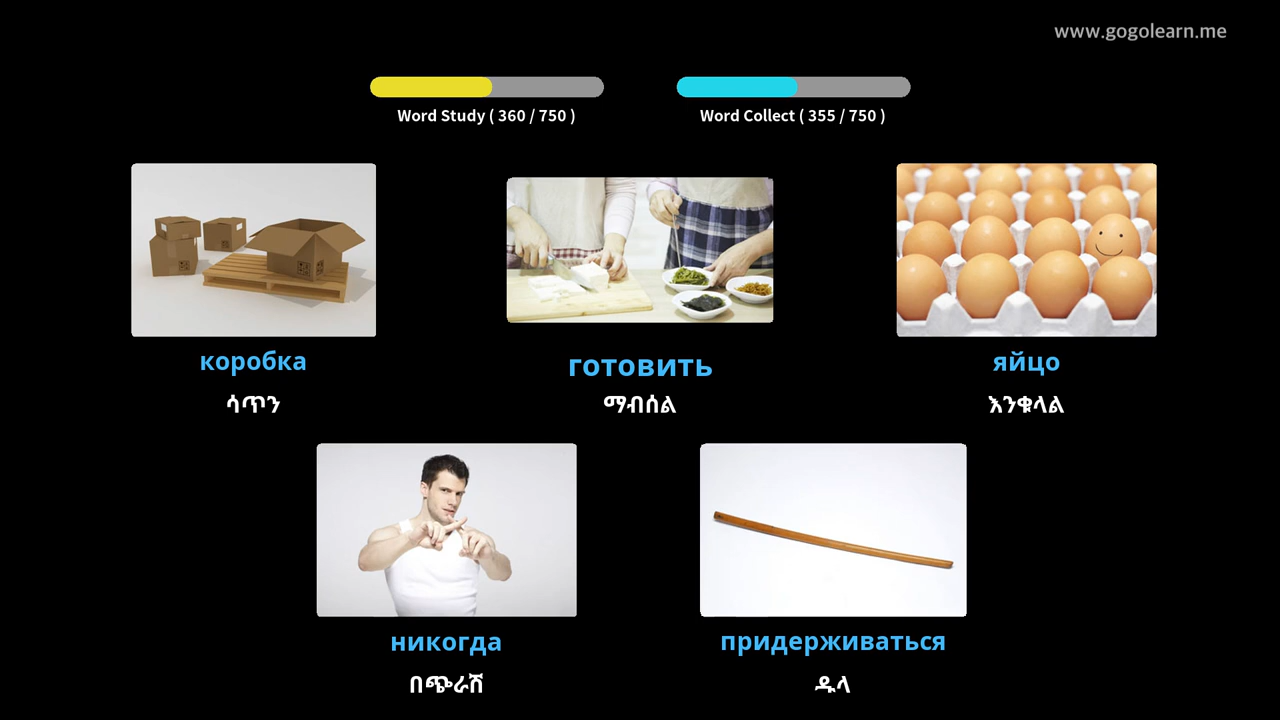 www.gogolearn.me
Word Study ( 360 / 750 )
Word Collect ( 355 / 750 )
коробка
готовить
яйцо
ሳጥን
ማብሰል
እንቁላል
никогда
придерживаться
በጭራሽ
ዱላ